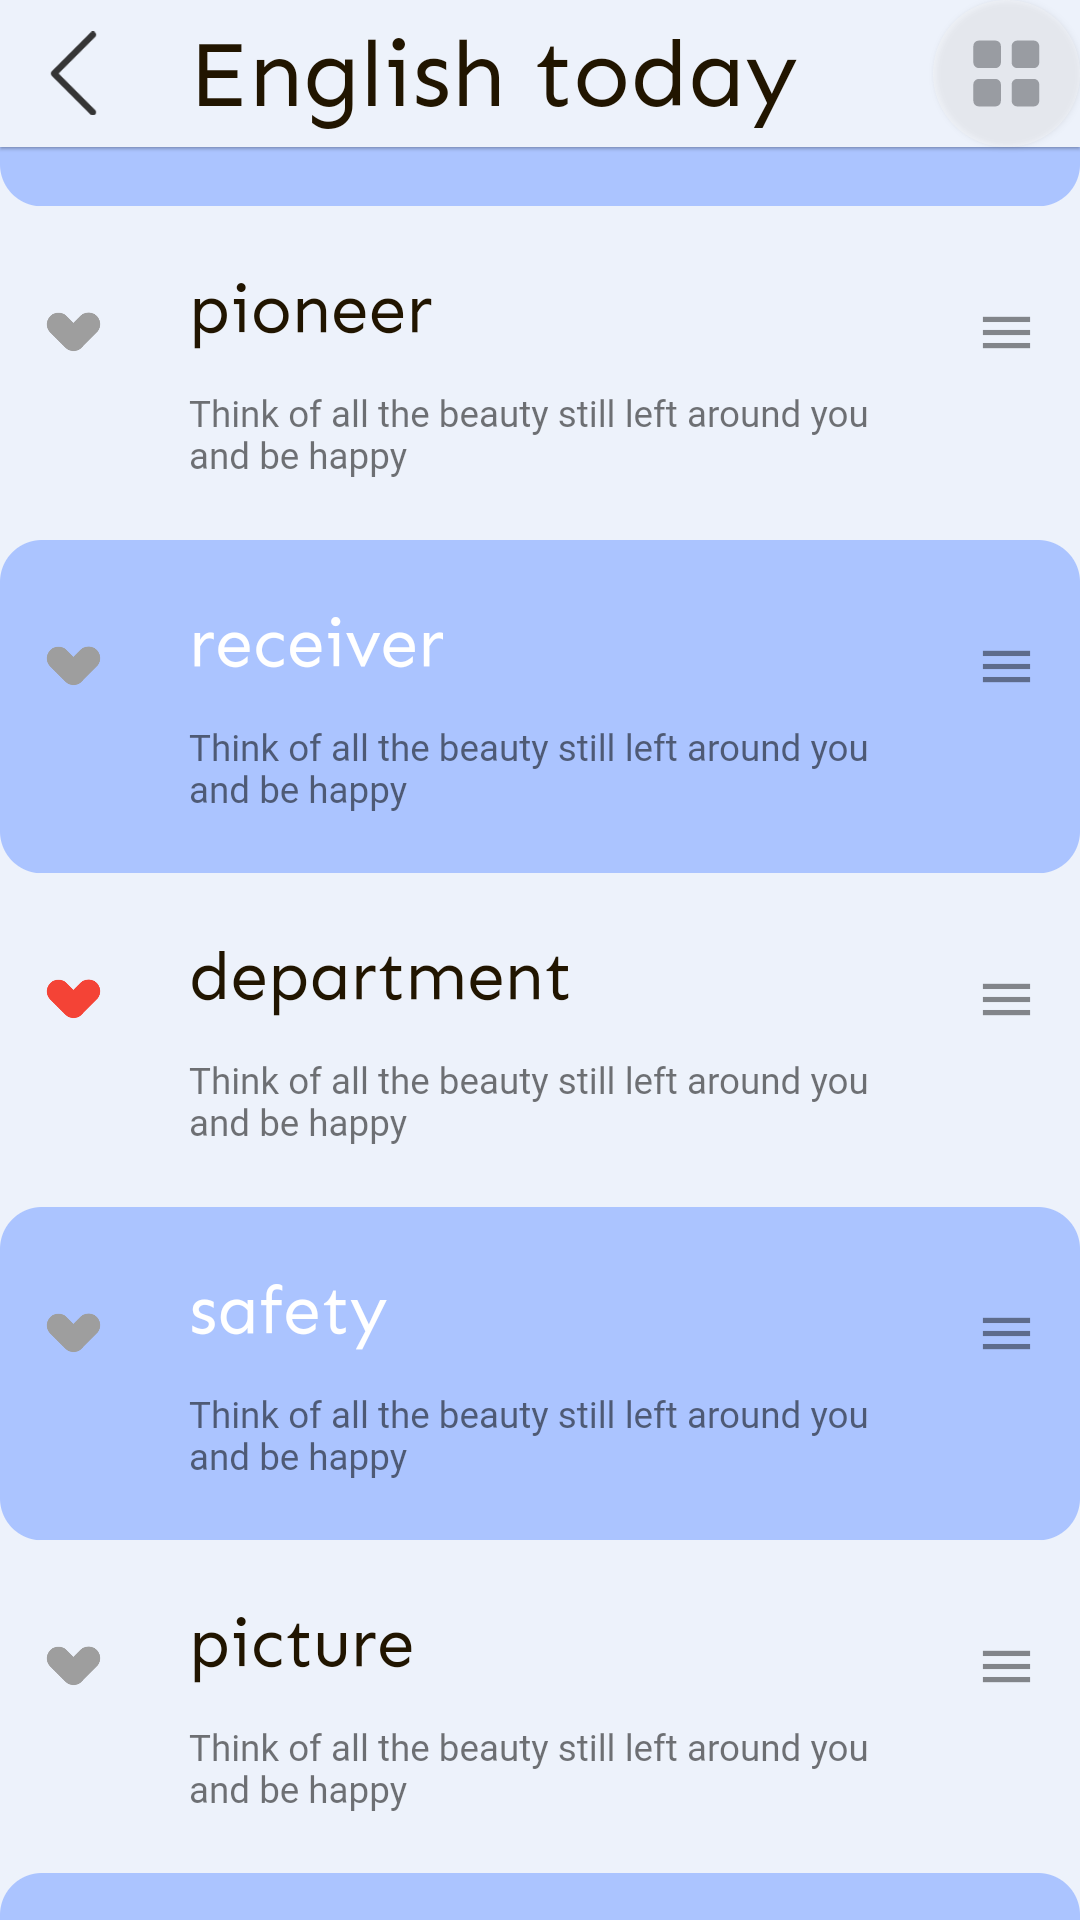 English today
pioneer
Think of all the beauty still left around you
and be happy
receiver
Think of all the beauty still left around you
and be happy
department
Think of all the beauty still left around you
and be happy
safety
Think of all the beauty still left around you
and be happy
picture
Think of all the beauty still left around you
and be happy